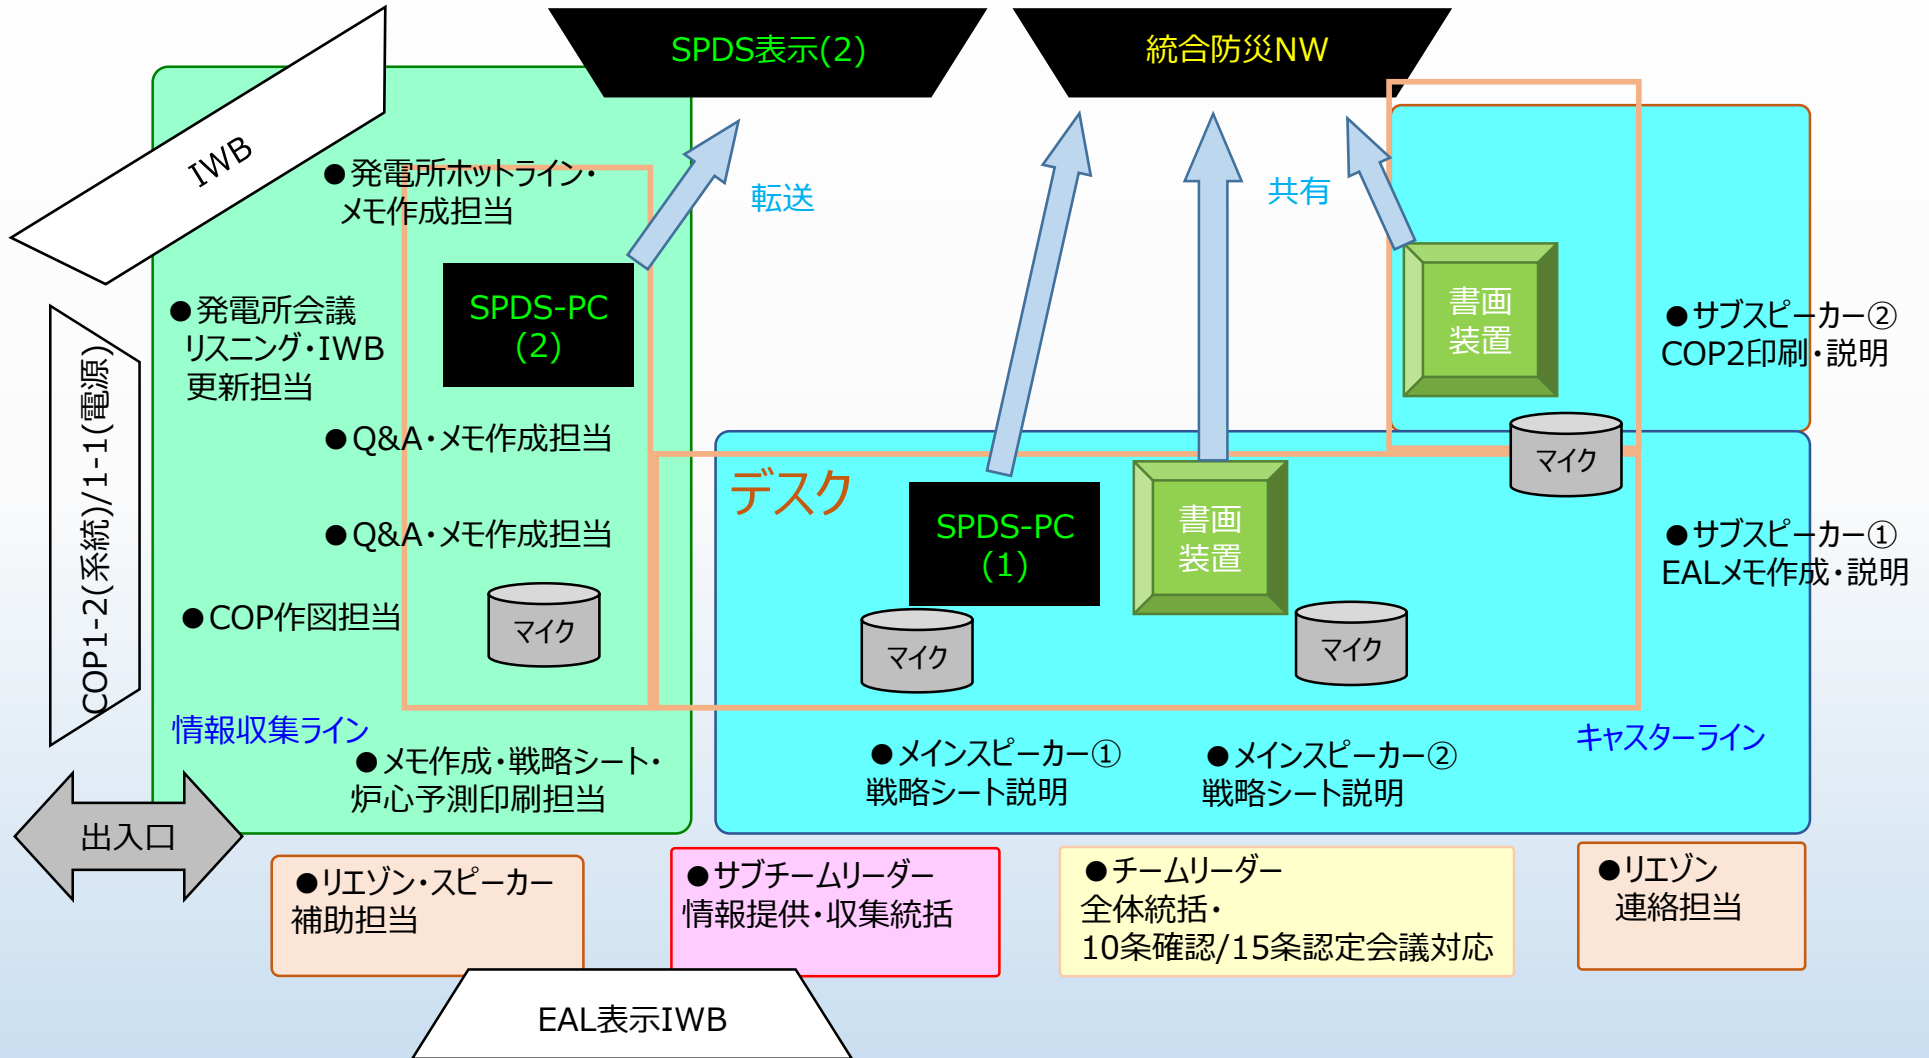 SPDS表示(2)
統合防災NW
IWB
●発電所ホットライン・
メモ作成担当
転送
共有
SPDS-PC
(2)
書画
装置
●発電所会議
リスニング・IWB
更新担当
●サブスピーカー②
COP2印刷・説明
COP1-2(系統)/1-1(電源)
●Q&A・メモ作成担当
マイク
デスク
SPDS-PC
(1)
書画
装置
●Q&A・メモ作成担当
●サブスピーカー①
EALメモ作成・説明
●COP作図担当
マイク
マイク
マイク
情報収集ライン
キャスターライン
●メモ作成・戦略シート・
炉心予測印刷担当
●メインスピーカー①
戦略シート説明
●メインスピーカー②
戦略シート説明
出入口
●リエゾン・スピーカー
補助担当
●サブチームリーダー
情報提供・収集統括
●チームリーダー
全体統括・
10条確認/15条認定会議対応
●リエゾン
連絡担当
EAL表示IWB